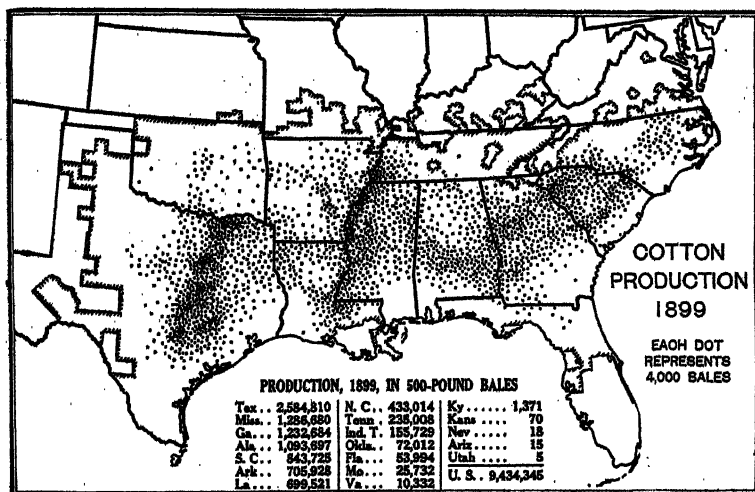 COTTON
PRODUCTION
1899
EACH DOT
REPRESENTS
4,000 BALES
PRODUCTION, 1899, IN 500-POUND BALES
Tex.. 2,584,810
Miss.. 1,286,680
Ga.... 1,232,684
Ala.. 1,093,697
S. C.. 843,725
Ark.. 705,928
La... 699,521
N. C.. 433,014
Tenn.. 235,008
Ind. T. 155,729
Okla.. 72,012
Fla... 53,994
Mo... 25,732
Va... 10,332
Ky...... 1,371
Kans .... 70
Nev .... 18
Ariz .... 15
Utah .... 5
U. S.. 9,434,345